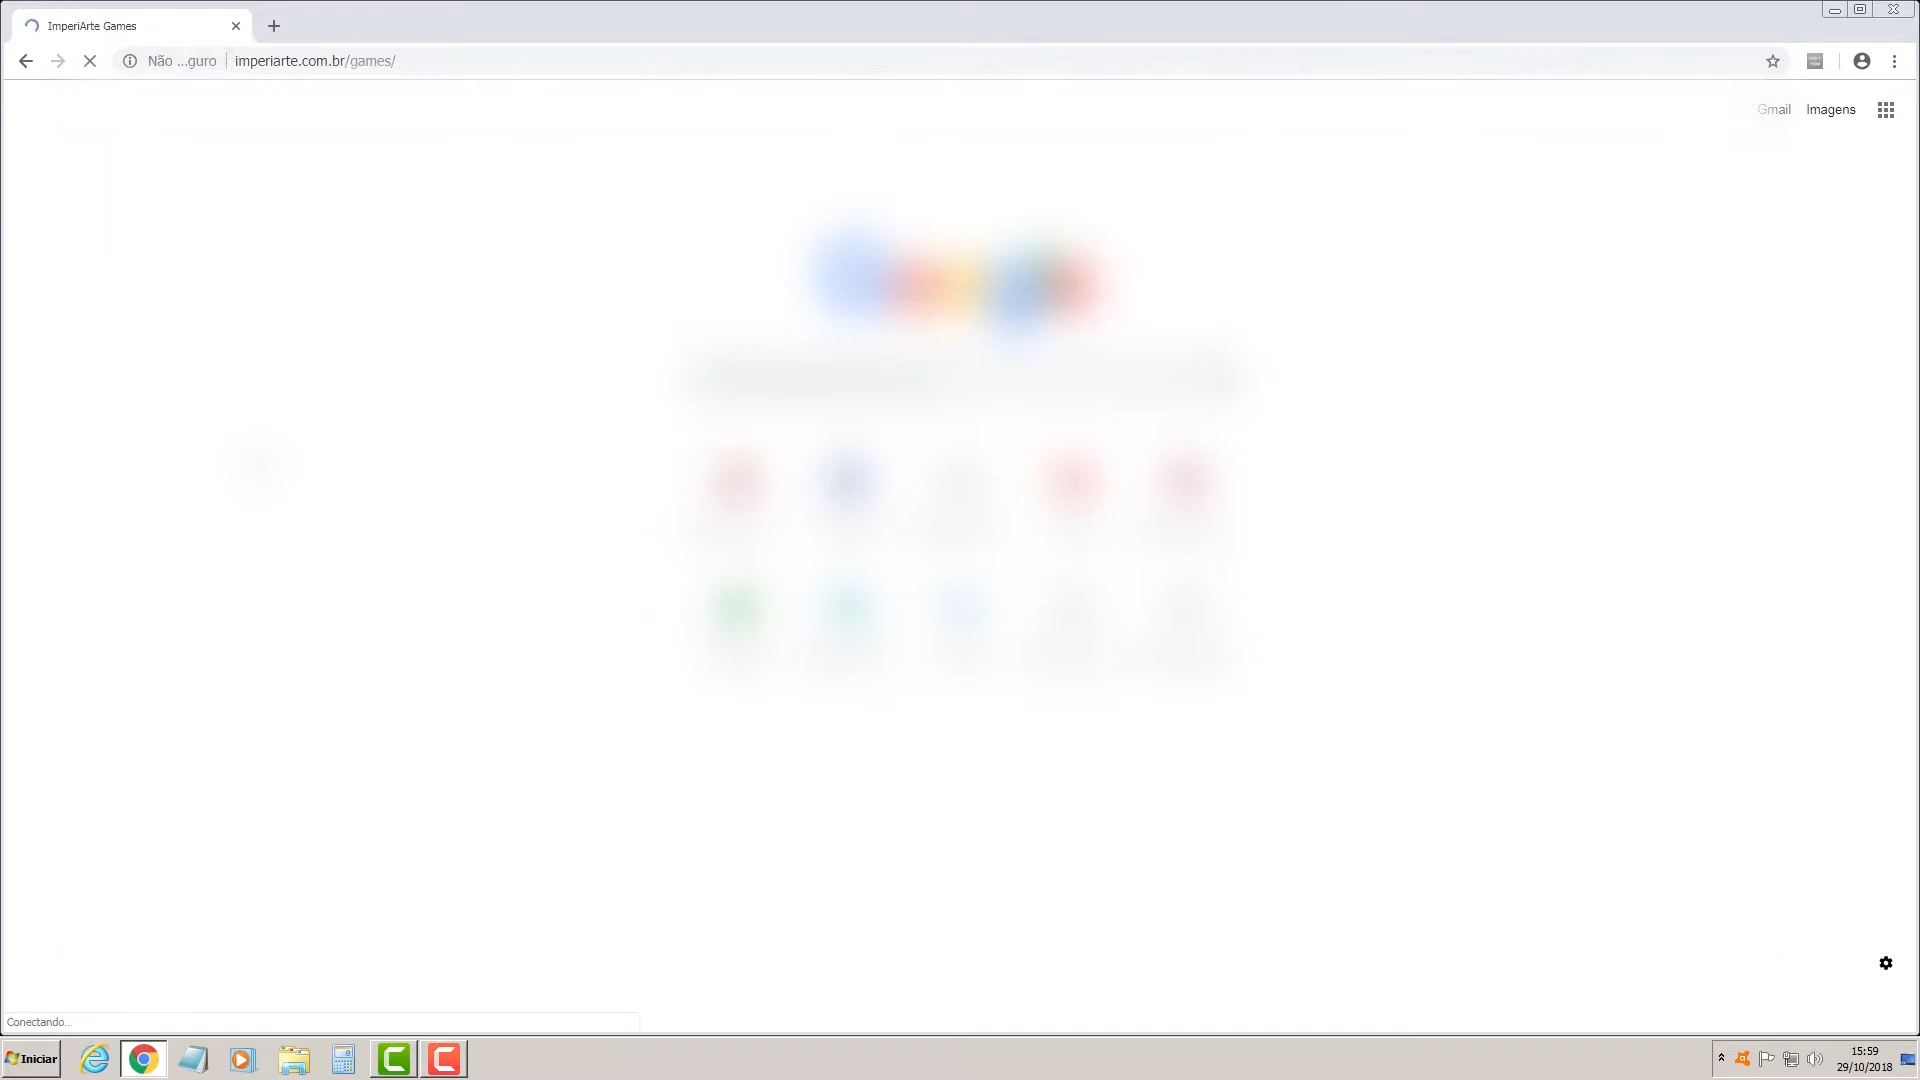 ImperiArte Games
Não ...guro
imperiarte.com.br/games/
Gmail Imagens
Conectando...
Iniciar
15:59
29/10/2018